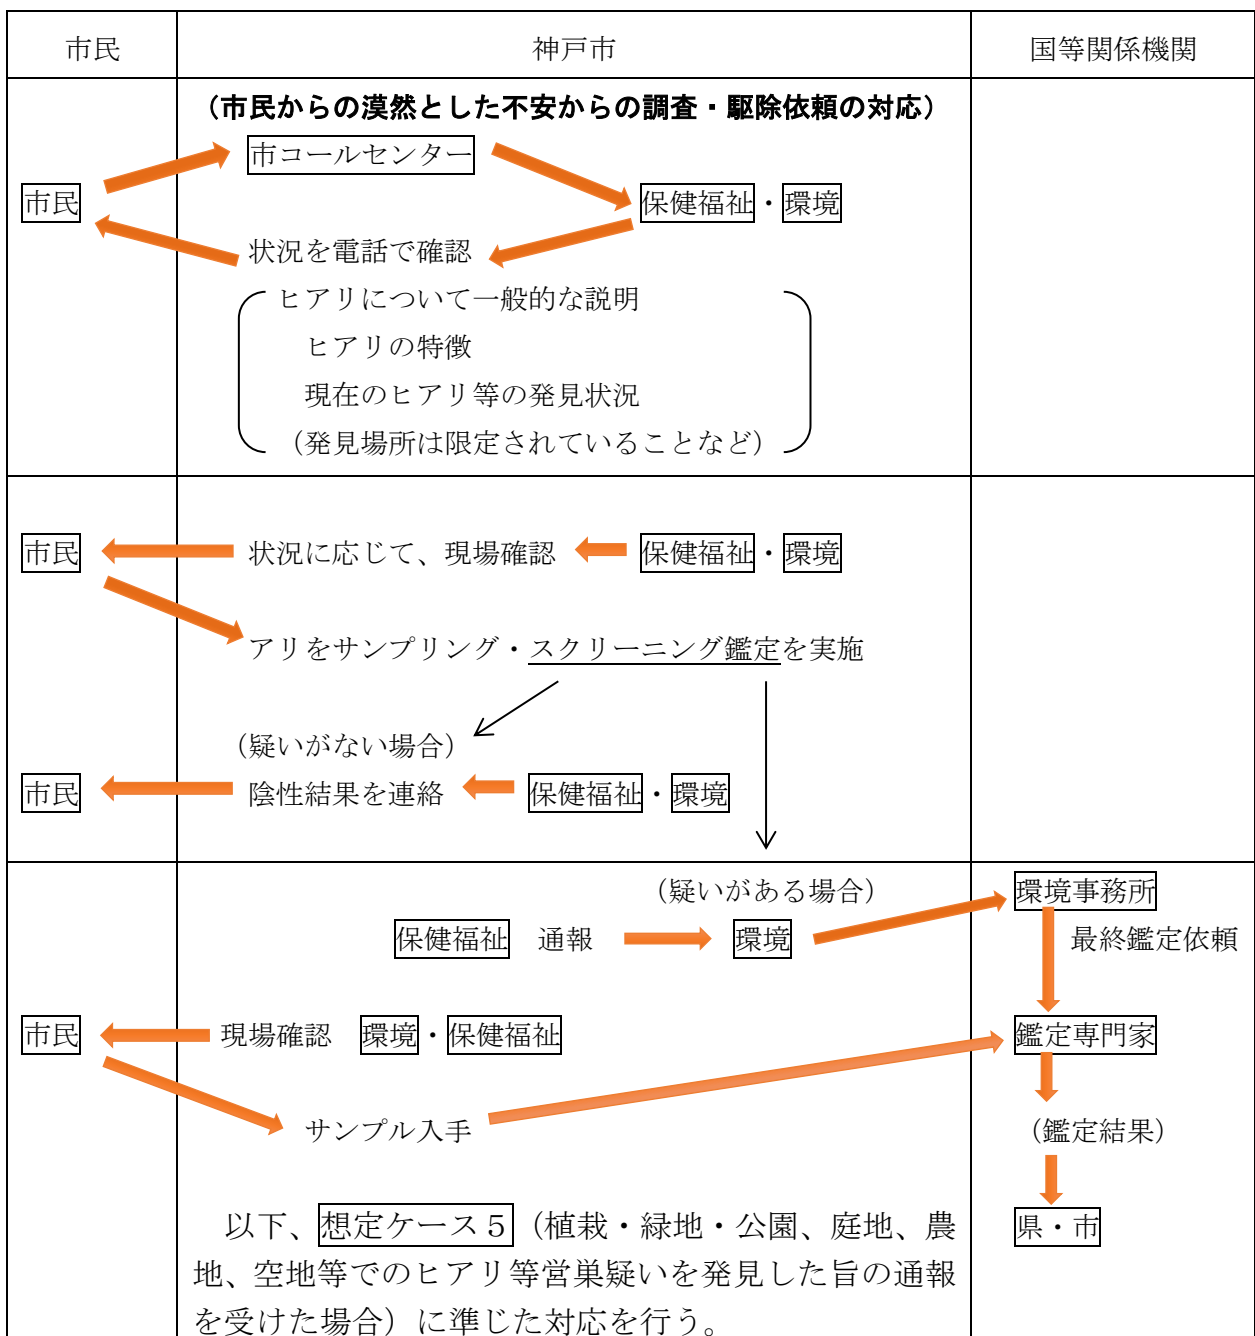 市民 神戸市 国等関係機関
（市民からの漠然とした不安からの調査・駆除依頼の対応）
市コールセンター
市民 保健福祉・環境
状況を電話で確認
ヒアリについて一般的な説明
ヒアリの特徴
現在のヒアリ等の発見状況
（発見場所は限定されていることなど）
市民 状況に応じて、現場確認 保健福祉・環境
アリをサンプリング・スクリーニング鑑定を実施
（疑いがない場合）
市民 陰性結果を連絡 保健福祉・環境
（疑いがある場合） 環境事務所
保健福祉 通報 環境 最終鑑定依頼
市民 現場確認 環境・保健福祉 鑑定専門家
サンプル入手 （鑑定結果）
以下、想定ケース５（植栽・緑地・公園、庭地、農 県・市
地、空地等でのヒアリ等営巣疑いを発見した旨の通報
を受けた場合）に準じた対応を行う。